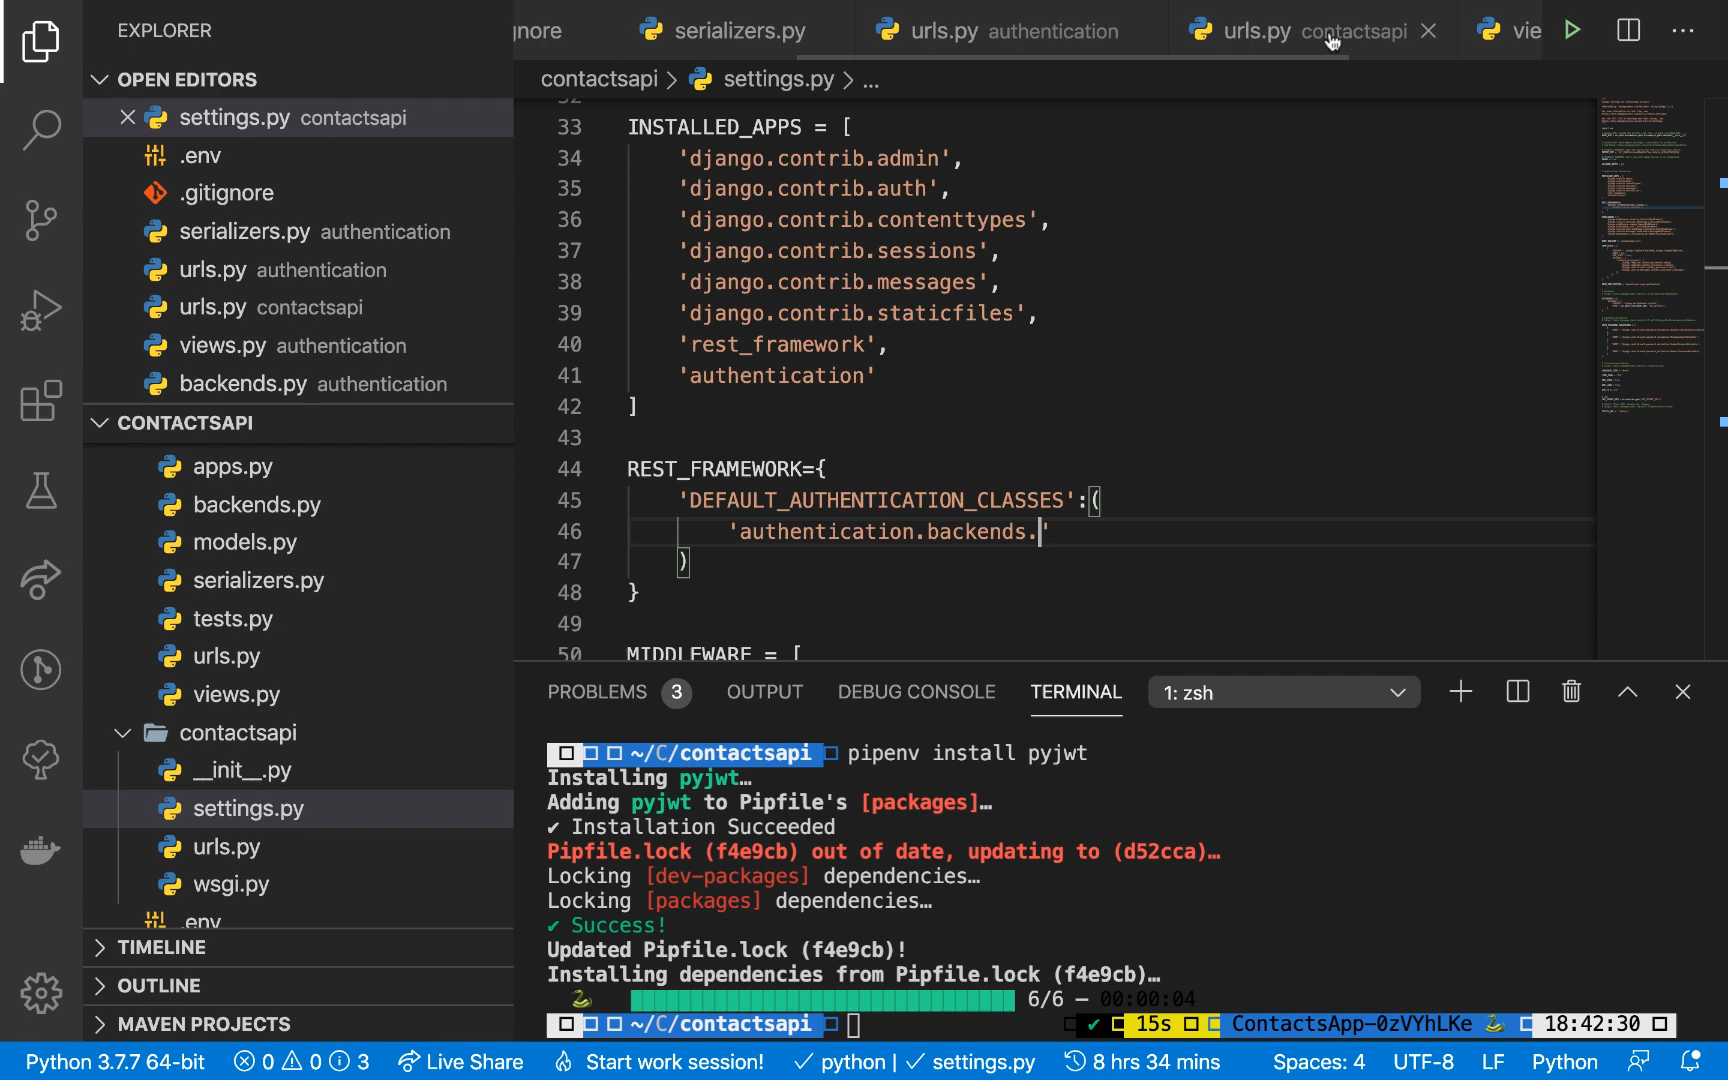 EXPLORER
OPEN EDITORS
settings.py contactsapi
.env
.gitignore
serializers.py authentication
urls.py authentication
urls.py contactsapi
views.py authentication
backends.py authentication
CONTACTSAPI
apps.py
backends.py
models.py
serializers.py
tests.py
urls.py
views.py
contactsapi
__init__.py
settings.py
urls.py
wsgi.py
.env
TIMELINE
OUTLINE
MAVEN PROJECTS
gnore
serializers.py
urls.py authentication
urls.py contactsapi
vie
contactsapi > settings.py > ...
32
33 INSTALLED_APPS = [
34 'django.contrib.admin',
35 'django.contrib.auth',
36 'django.contrib.contenttypes',
37 'django.contrib.sessions',
38 'django.contrib.messages',
39 'django.contrib.staticfiles',
40 'rest_framework',
41 'authentication'
42 ]
43
44 REST_FRAMEWORK={
45 'DEFAULT_AUTHENTICATION_CLASSES':(
46 'authentication.backends.'
47 )
48 }
49
50 MIDDLEWARE = [
PROBLEMS 3 OUTPUT DEBUG CONSOLE TERMINAL 1: zsh
~/C/contactsapi pipenv install pyjwt
Installing pyjwt…
Adding pyjwt to Pipfile's [packages]…
✔ Installation Succeeded
Pipfile.lock (f4e9cb) out of date, updating to (d52cca)…
Locking [dev-packages] dependencies…
Locking [packages] dependencies…
✔ Success!
Updated Pipfile.lock (f4e9cb)!
Installing dependencies from Pipfile.lock (f4e9cb)…
6/6 — 00:00:04
~/C/contactsapi ✔ 15s ContactsApp-0zVYhLKe 18:42:30
Python 3.7.7 64-bit 0 0 3 Live Share Start work session! ✓ python | ✓ settings.py 8 hrs 34 mins Spaces: 4 UTF-8 LF Python